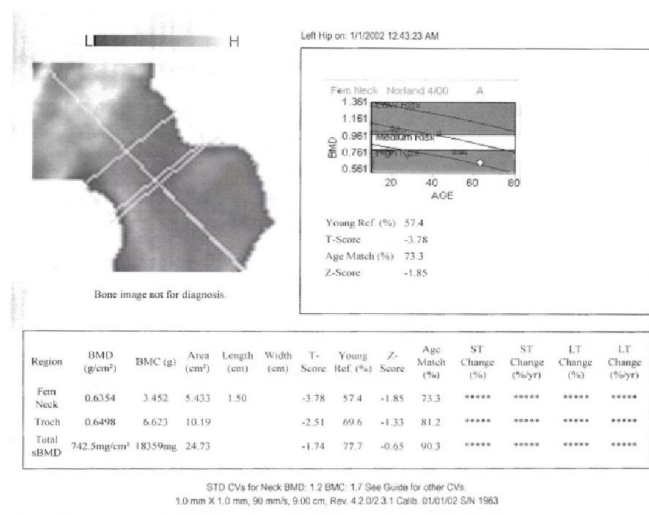 L H
Left Hip on: 1/1/2002 12:43:23 AM
Fem Neck Norland 4/00 A
1.361
1.161
0.961
0.761
0.561
BMD
Low Risk
Medium Risk
High Risk
20 40 60 80
AGE
Young Ref. (%) 57.4
T-Score -3.78
Age Match (%) 73.3
Z-Score -1.85
Bone image not for diagnosis.
Region BMD (g/cm²) BMC (g) Area (cm²) Length (cm) Width (cm) T-Score Young Ref. (%) Z-Score Age Match (%) ST Change (%) ST Change (%/yr) LT Change (%) LT Change (%/yr)
Fem Neck 0.6354 3.452 5.433 1.50 -3.78 57.4 -1.85 73.3 ***** ***** ***** *****
Troch 0.6498 6.623 10.19 -2.51 69.6 -1.33 81.2 ***** ***** ***** *****
Total sBMD 742.5mg/cm² 18359mg 24.73 -1.74 77.7 -0.65 90.3 ***** ***** ***** *****
STD CVs for Neck BMD: 1.2 BMC: 1.7 See Guide for other CVs.
1.0 mm X 1.0 mm, 90 mm/s, 9.00 cm, Rev. 4.2.0/2.3.1 Calib. 01/01/02 S/N 1963